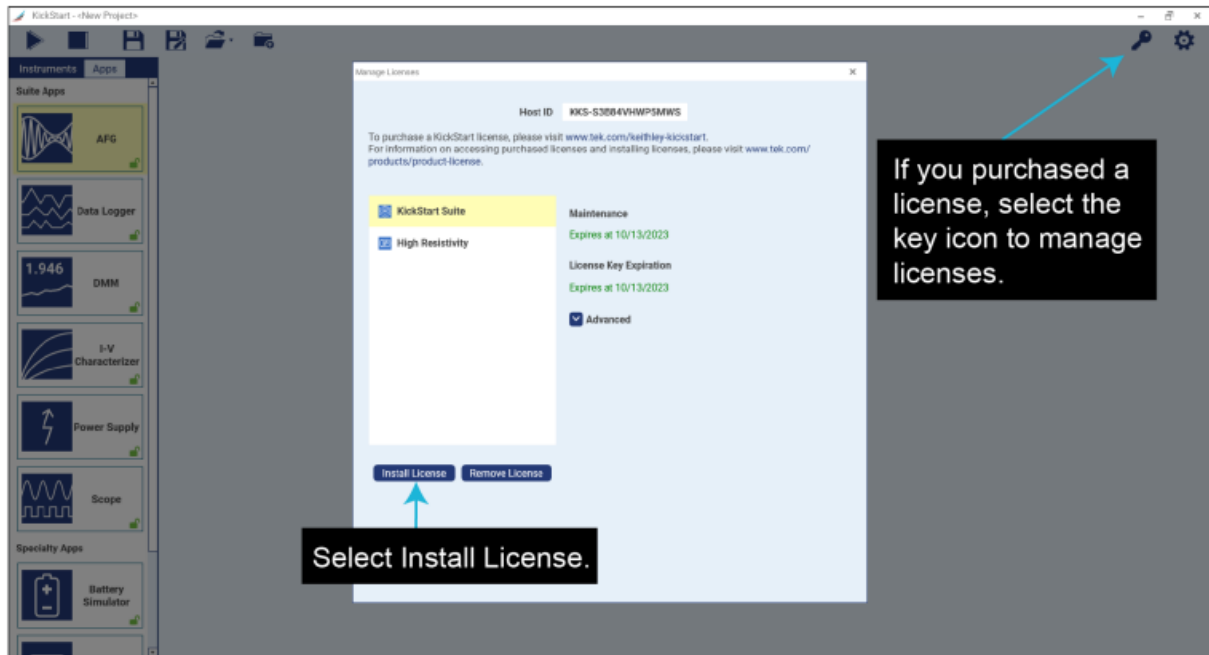 KickStart - <New Project>
Instruments Apps
Suite Apps
AFG
Data Logger
1.946
DMM
I-V
Characterizer
Power Supply
Scope
Specialty Apps
Battery
Simulator
Manage Licenses
Host ID KKS-S3BB4VHWPSMWS
To purchase a KickStart license, please visit www.tek.com/keithley-kickstart.
For information on accessing purchased licenses and installing licenses, please visit www.tek.com/
products/product-license.
KickStart Suite
High Resistivity
Maintenance
Expires at 10/13/2023
License Key Expiration
Expires at 10/13/2023
Advanced
Install License Remove License
Select Install License.
If you purchased a
license, select the
key icon to manage
licenses.